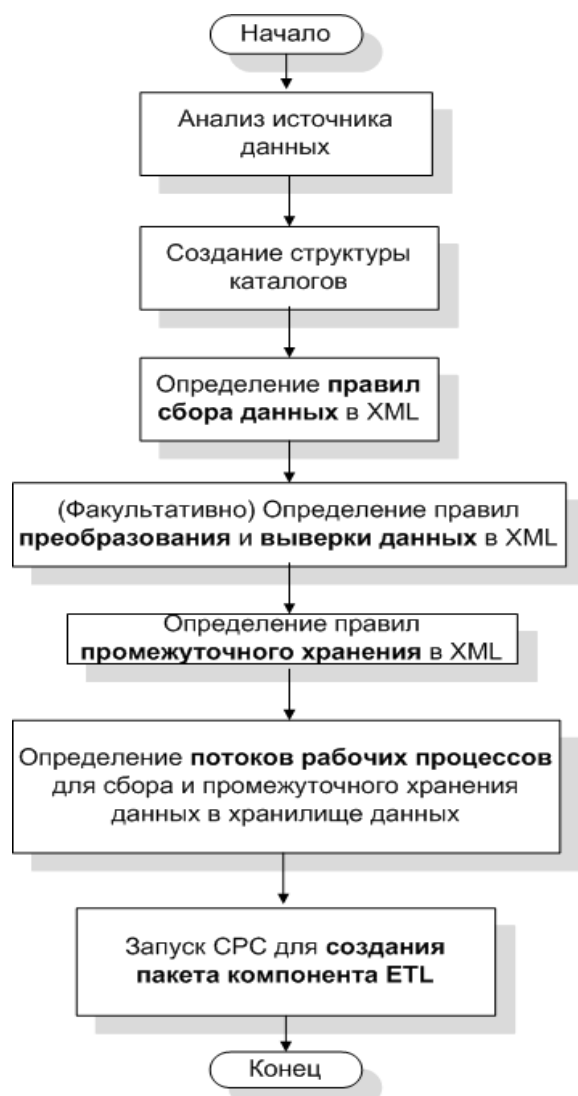 Начало
Анализ источника
данных
Создание структуры
каталогов
Определение правил
сбора данных в XML
(Факультативно) Определение правил
преобразования и выверки данных в XML
Определение правил
промежуточного хранения в XML
Определение потоков рабочих процессов
для сбора и промежуточного хранения
данных в хранилище данных
Запуск CPC для создания
пакета компонента ETL
Конец